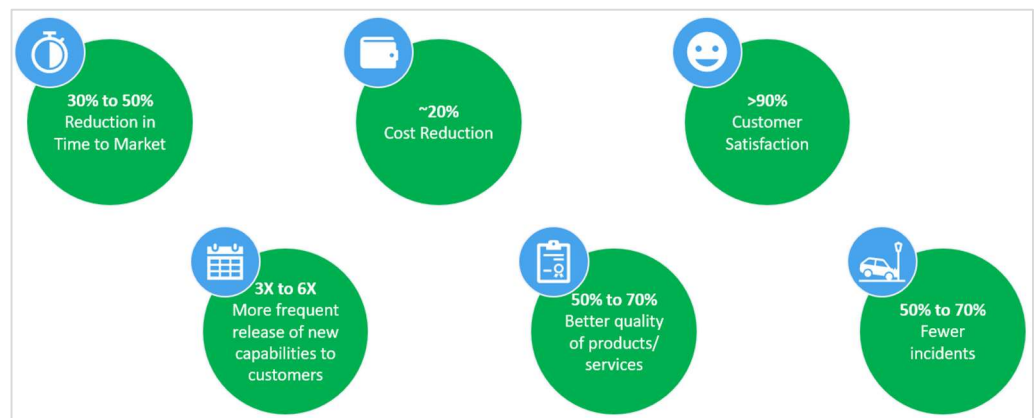 30% to 50%
Reduction in
Time to Market
~20%
Cost Reduction
>90%
Customer
Satisfaction
3X to 6X
More frequent
release of new
capabilities to
customers
50% to 70%
Better quality
of products/
services
50% to 70%
Fewer
incidents